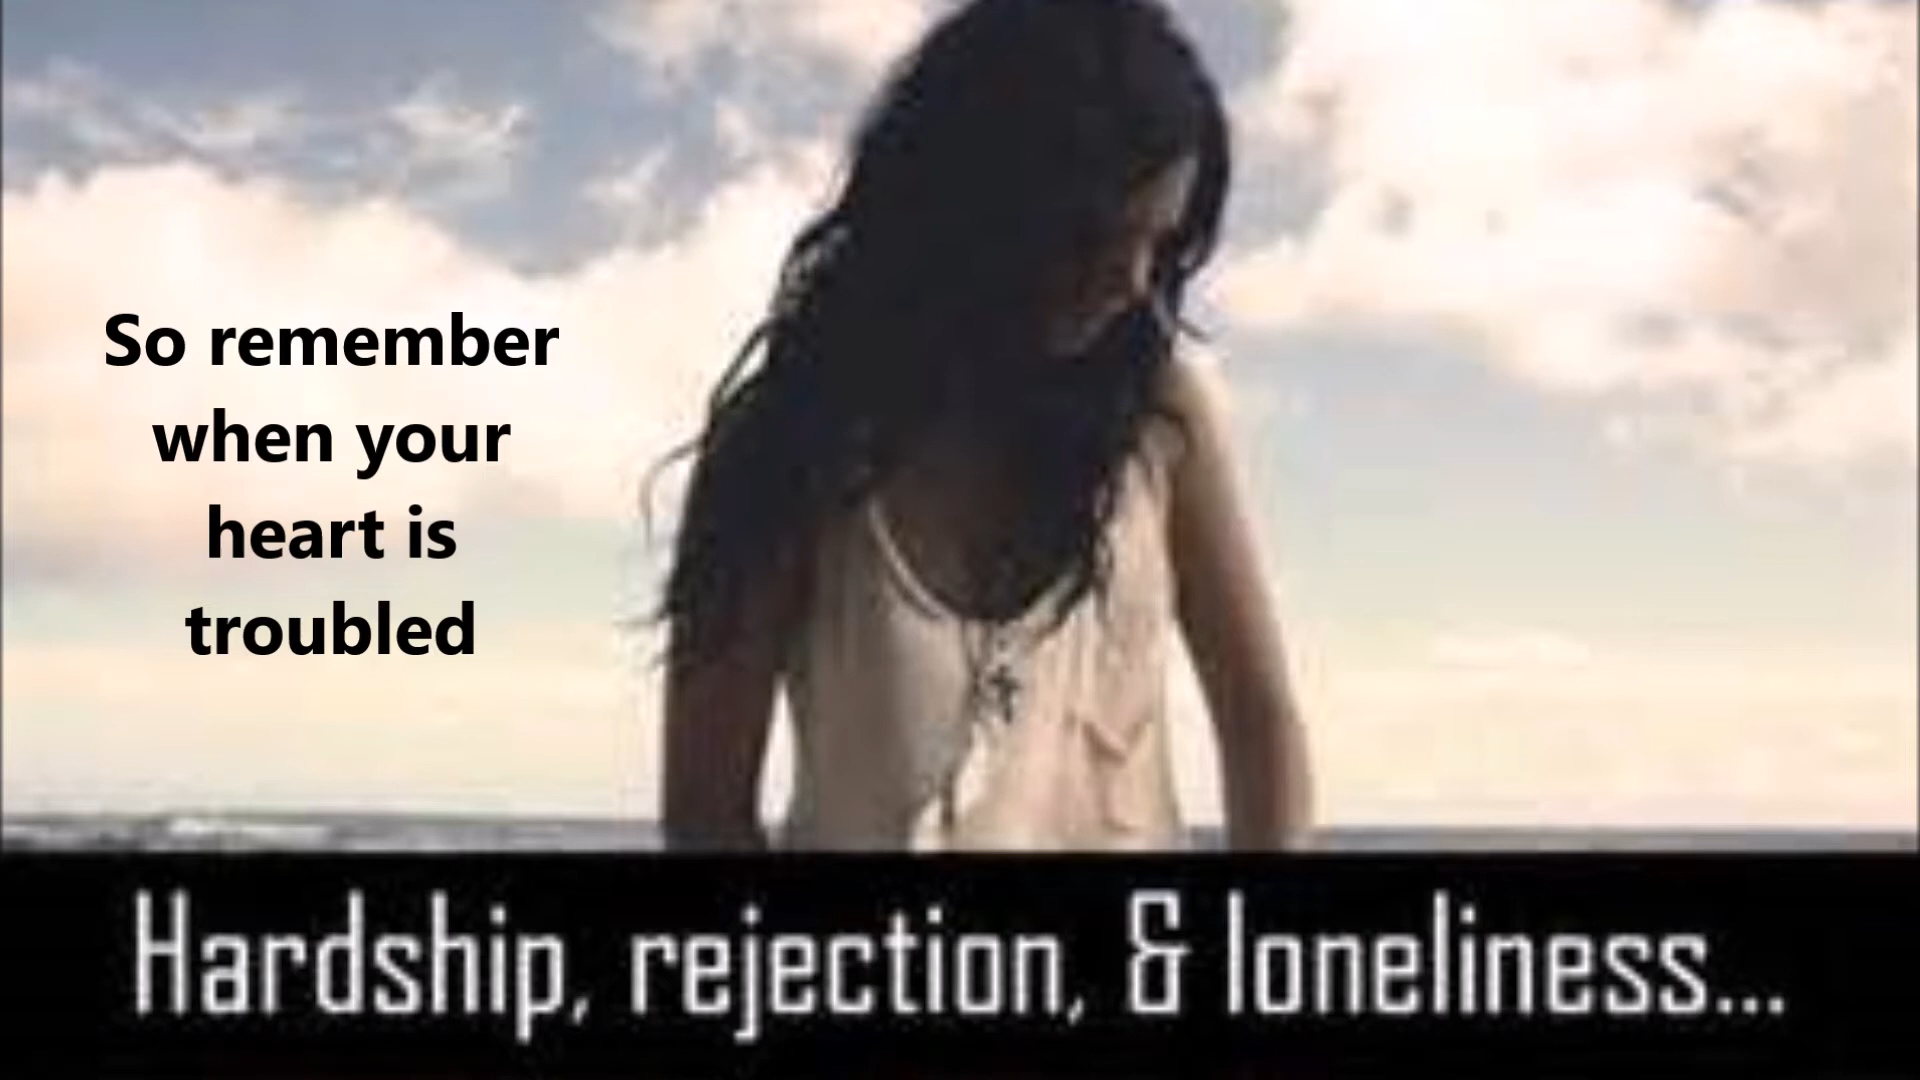 So remember
when your
heart is
troubled
Hardship, rejection, & loneliness...